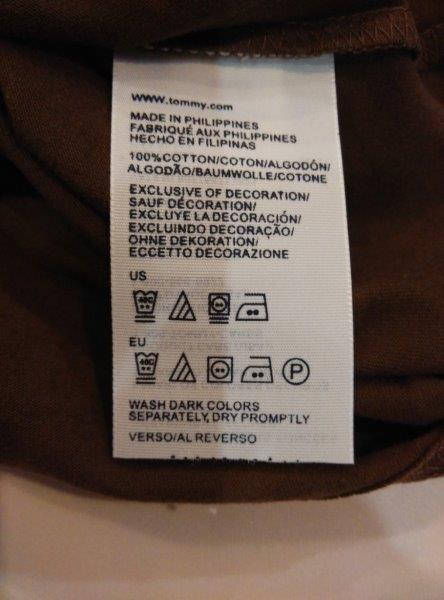 www.tommy.com
MADE IN PHILIPPINES
FABRIQUÉ AUX PHILIPPINES
HECHO EN FILIPINAS
100%COTTON/COTON/ALGODÓN/
ALGODÃO/BAUMWOLLE/COTONE
EXCLUSIVE OF DECORATION/
SAUF DÉCORATION/
EXCLUYE LA DECORACIÓN/
EXCLUINDO DECORAÇÃO/
OHNE DEKORATION/
ECCETTO DECORAZIONE
US
40C
EU
40C P
WASH DARK COLORS
SEPARATELY, DRY PROMPTLY
VERSO/AL REVERSO